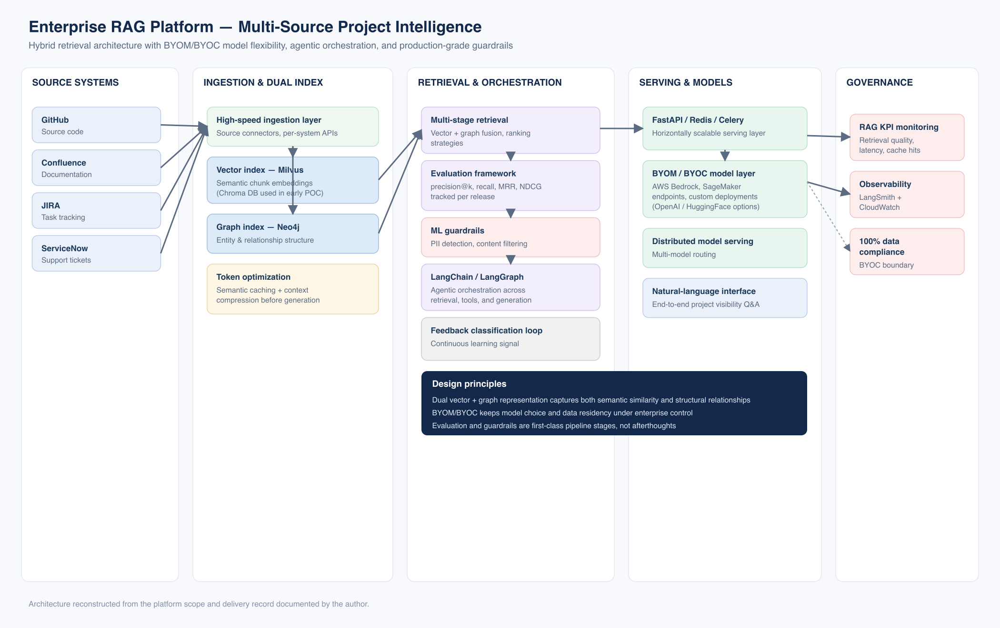 Enterprise RAG Platform — Multi-Source Project Intelligence
Hybrid retrieval architecture with BYOM/BYOC model flexibility, agentic orchestration, and production-grade guardrails
SOURCE SYSTEMS
GitHub
Source code
Confluence
Documentation
JIRA
Task tracking
ServiceNow
Support tickets
INGESTION & DUAL INDEX
High-speed ingestion layer
Source connectors, per-system APIs
Vector index — Milvus
Semantic chunk embeddings
(Chroma DB used in early POC)
Graph index — Neo4j
Entity & relationship structure
Token optimization
Semantic caching + context
compression before generation
RETRIEVAL & ORCHESTRATION
Multi-stage retrieval
Vector + graph fusion, ranking
strategies
Evaluation framework
precision@k, recall, MRR, NDCG
tracked per release
ML guardrails
PII detection, content filtering
LangChain / LangGraph
Agentic orchestration across
retrieval, tools, and generation
Feedback classification loop
Continuous learning signal
SERVING & MODELS
FastAPI / Redis / Celery
Horizontally scalable serving layer
BYOM / BYOC model layer
AWS Bedrock, SageMaker
endpoints, custom deployments
(OpenAI / HuggingFace options)
Distributed model serving
Multi-model routing
Natural-language interface
End-to-end project visibility Q&A
GOVERNANCE
RAG KPI monitoring
Retrieval quality,
latency, cache hits
Observability
LangSmith +
CloudWatch
100% data
compliance
BYOC boundary
Design principles
Dual vector + graph representation captures both semantic similarity and structural relationships
BYOM/BYOC keeps model choice and data residency under enterprise control
Evaluation and guardrails are first-class pipeline stages, not afterthoughts
Architecture reconstructed from the platform scope and delivery record documented by the author.